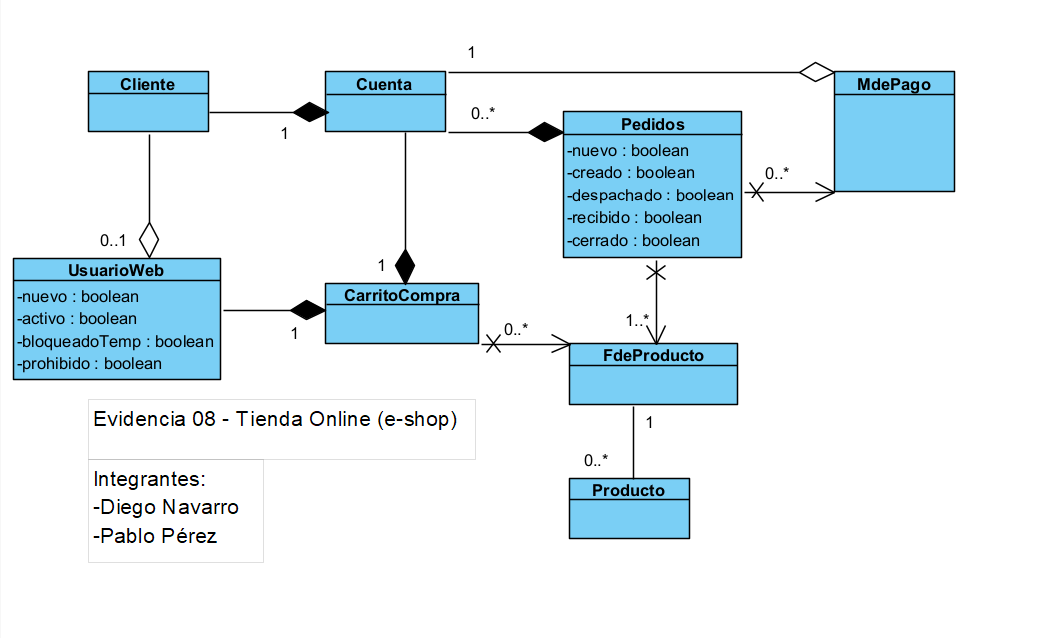 1
Cliente
Cuenta
MdePago
1
0..*
Pedidos
-nuevo : boolean
-creado : boolean
-despachado : boolean
-recibido : boolean
-cerrado : boolean
0..*
0..1
UsuarioWeb
-nuevo : boolean
-activo : boolean
-bloqueadoTemp : boolean
-prohibido : boolean
1
CarritoCompra
1
0..*
1..*
FdeProducto
1
0..*
Producto
Evidencia 08 - Tienda Online (e-shop)
Integrantes:
-Diego Navarro
-Pablo Pérez